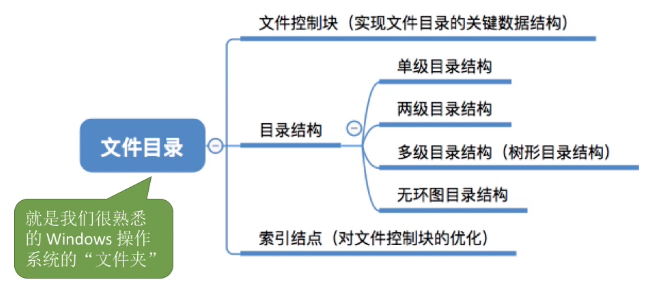 文件控制块（实现文件目录的关键数据结构）
单级目录结构
两级目录结构
目录结构
文件目录
多级目录结构（树形目录结构）
无环图目录结构
就是我们很熟悉
的 Windows 操作
系统的“文件夹”
索引结点（对文件控制块的优化）